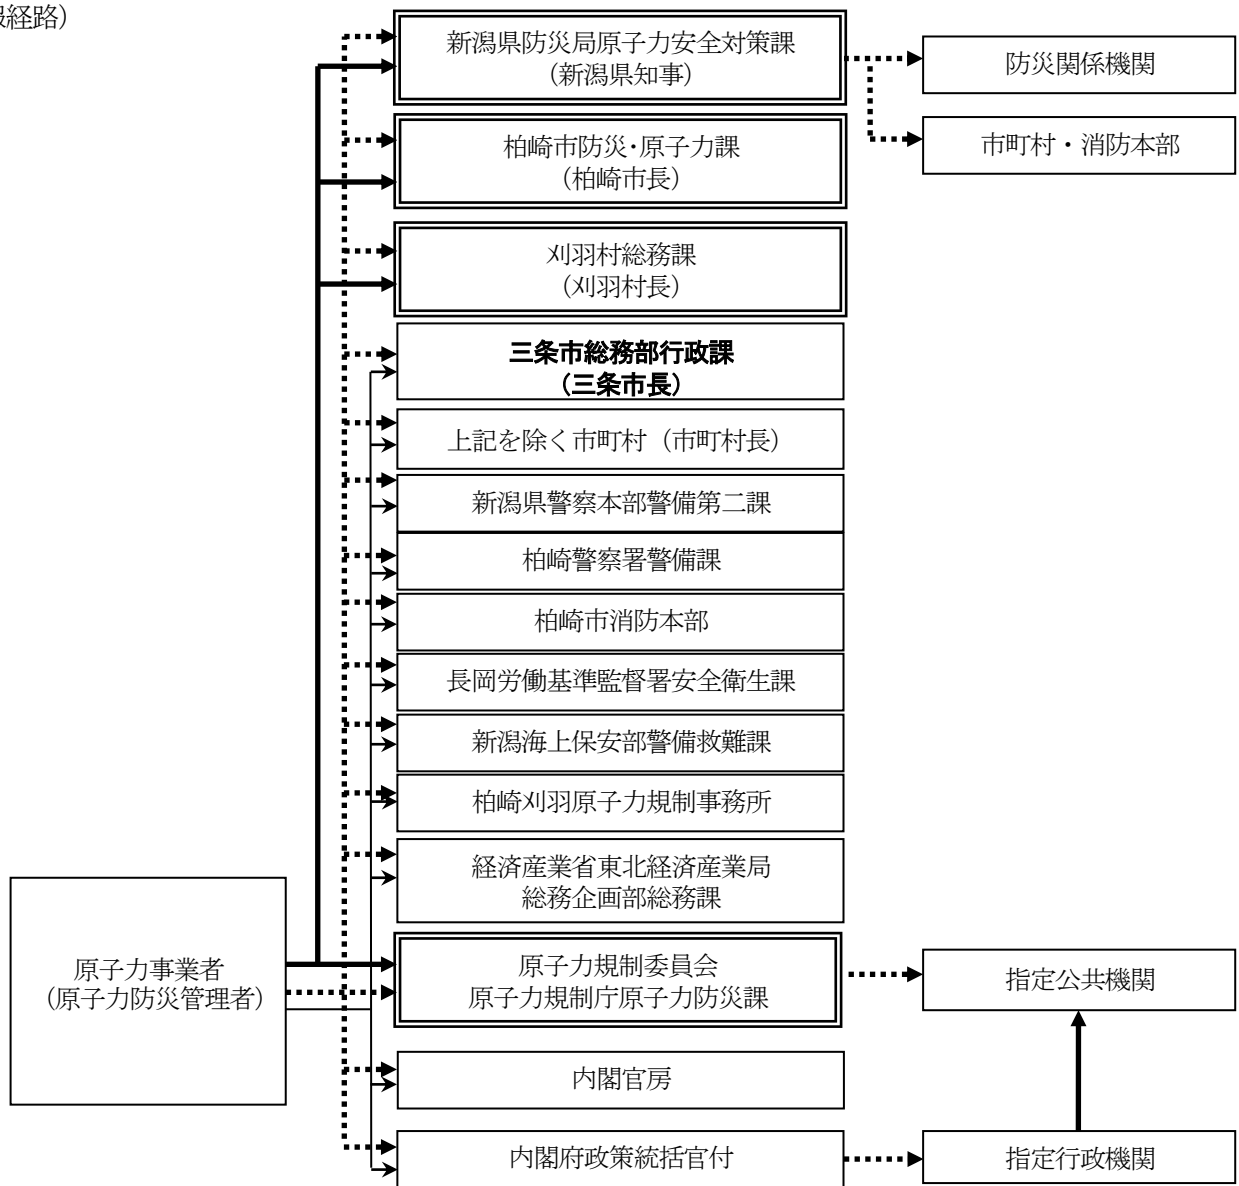 報経路）
新潟県防災局原子力安全対策課
（新潟県知事）
防災関係機関
柏崎市防災・原子力課
（柏崎市長）
市町村・消防本部
刈羽村総務課
（刈羽村長）
三条市総務部行政課
（三条市長）
上記を除く市町村（市町村長）
新潟県警察本部警備第二課
柏崎警察署警備課
柏崎市消防本部
長岡労働基準監督署安全衛生課
新潟海上保安部警備救難課
柏崎刈羽原子力規制事務所
経済産業省東北経済産業局
総務企画部総務課
原子力事業者
（原子力防災管理者）
原子力規制委員会
原子力規制庁原子力防災課
指定公共機関
内閣官房
内閣府政策統括官付
指定行政機関